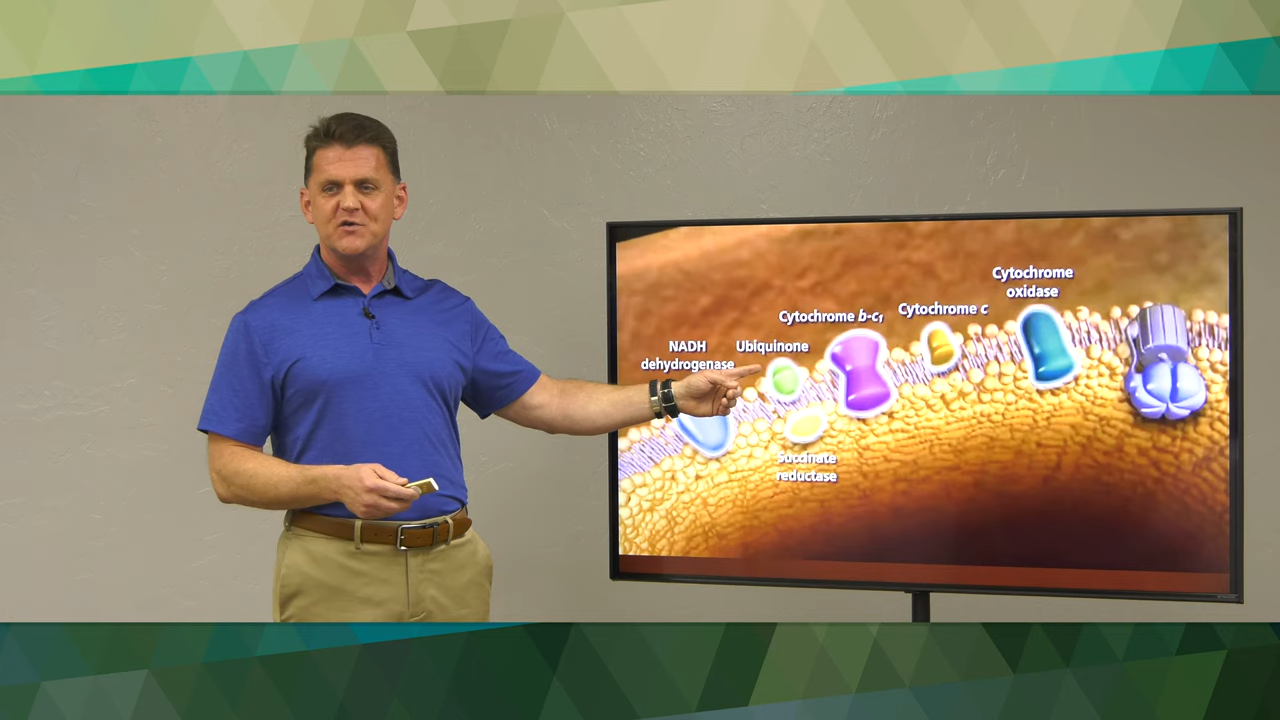 Cytochrome
oxidase
Cytochrome b-c₁
Cytochrome c
NADH
dehydrogenase
Ubiquinone
Succinate
reductase